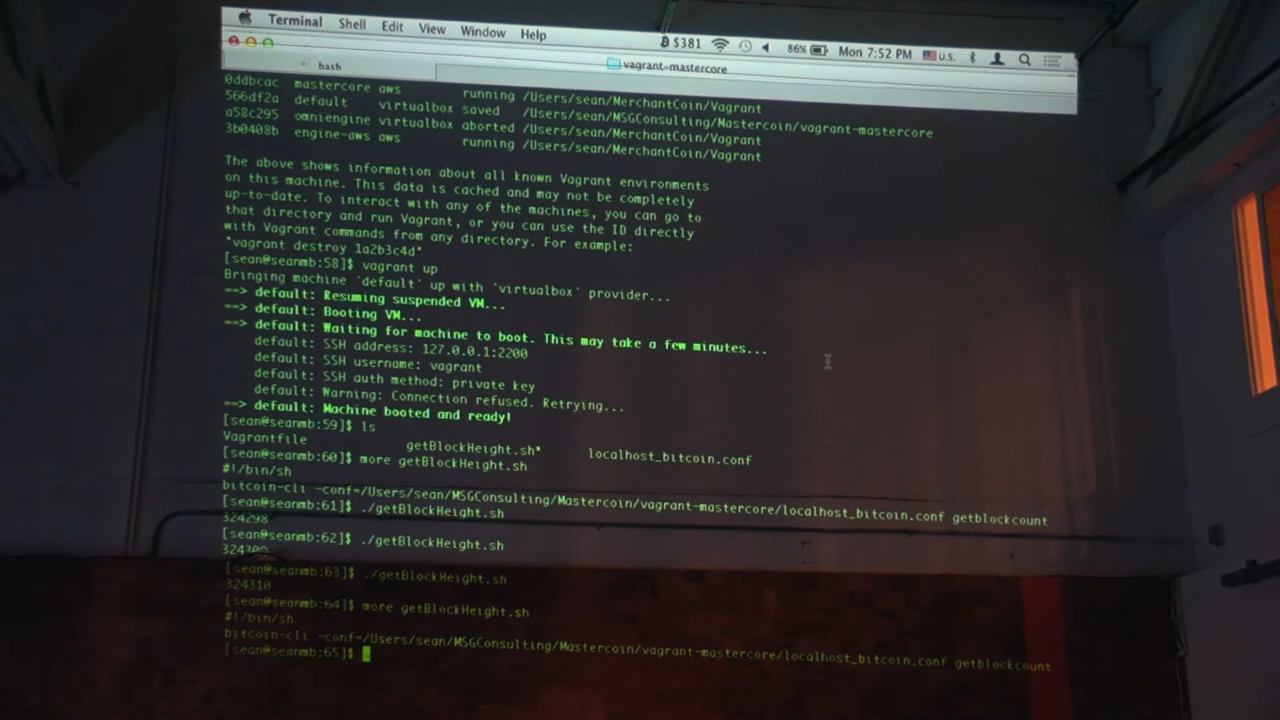 Terminal Shell Edit View Window Help ฿ $381 86% Mon 7:52 PM U.S.
bash vagrant-mastercore
0ddbcac mastercore aws running /Users/sean/MerchantCoin/Vagrant
566df2a default virtualbox saved /Users/sean/MSGConsulting/Mastercoin/vagrant-mastercore
a58c295 omniengine virtualbox aborted /Users/sean/MerchantCoin/Vagrant
3b0408b engine-aws aws running /Users/sean/MerchantCoin/Vagrant
The above shows information about all known Vagrant environments
on this machine. This data is cached and may not be completely
up-to-date. To interact with any of the machines, you can go to
that directory and run Vagrant, or you can use the ID directly
with Vagrant commands from any directory. For example:
"vagrant destroy 1a2b3c4d"
[sean@seanmb:58]$ vagrant up
Bringing machine 'default' up with 'virtualbox' provider...
==> default: Resuming suspended VM...
==> default: Booting VM...
==> default: Waiting for machine to boot. This may take a few minutes...
default: SSH address: 127.0.0.1:2200
default: SSH username: vagrant
default: SSH auth method: private key
default: Warning: Connection refused. Retrying...
==> default: Machine booted and ready!
[sean@seanmb:59]$ ls
Vagrantfile getBlockHeight.sh* localhost_bitcoin.conf
[sean@seanmb:60]$ more getBlockHeight.sh
#!/bin/sh
bitcoin-cli -conf=/Users/sean/MSGConsulting/Mastercoin/vagrant-mastercore/localhost_bitcoin.conf getblockcount
[sean@seanmb:61]$ ./getBlockHeight.sh
324298
[sean@seanmb:62]$ ./getBlockHeight.sh
[sean@seanmb:63]$ ./getBlockHeight.sh
324310
[sean@seanmb:64]$ more getBlockHeight.sh
#!/bin/sh
bitcoin-cli -conf=/Users/sean/MSGConsulting/Mastercoin/vagrant-mastercore/localhost_bitcoin.conf getblockcount
[sean@seanmb:65]$